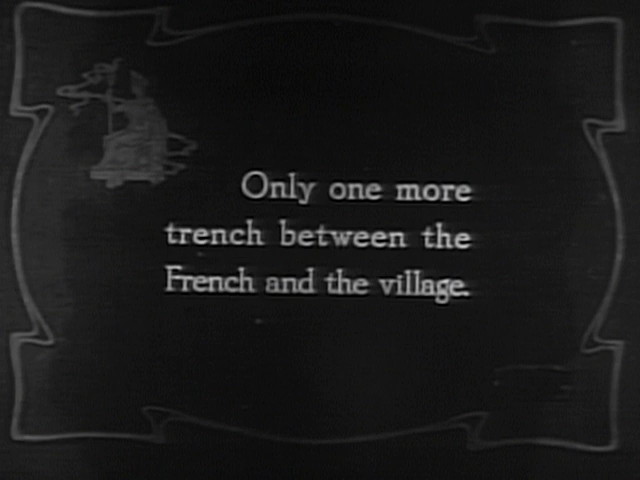 Only one more
trench between the
French and the village.